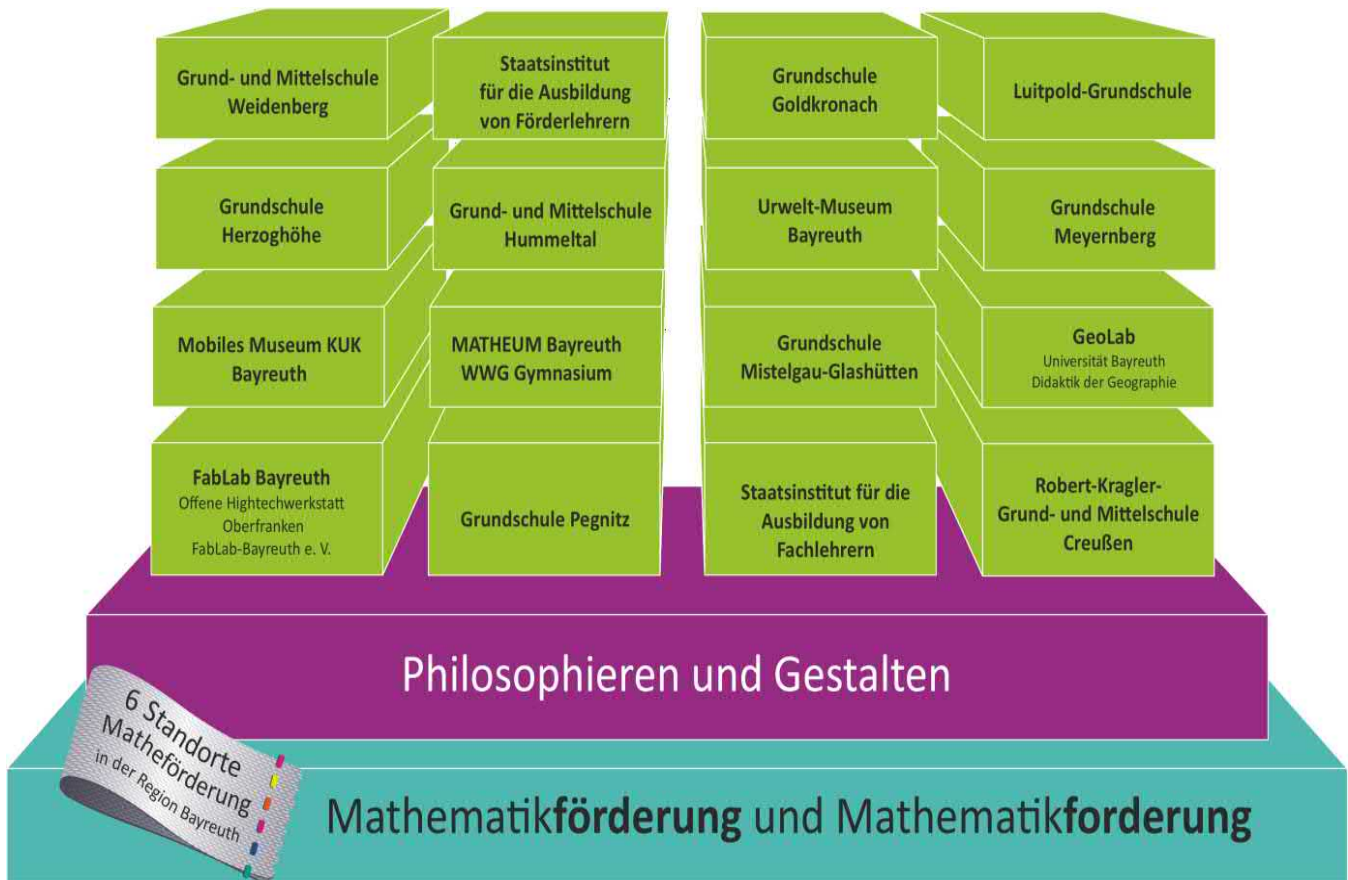 Grund- und Mittelschule
Weidenberg
Staatsinstitut
für die Ausbildung
von Förderlehrern
Grundschule
Goldkronach
Luitpold-Grundschule
Grundschule
Herzoghöhe
Grund- und Mittelschule
Hummeltal
Urwelt-Museum
Bayreuth
Grundschule
Meyernberg
Mobiles Museum KUK
Bayreuth
MATHEUM Bayreuth
WWG Gymnasium
Grundschule
Mistelgau-Glashütten
GeoLab
Universität Bayreuth
Didaktik der Geographie
FabLab Bayreuth
Offene Hightechwerkstatt
Oberfranken
FabLab-Bayreuth e. V.
Grundschule Pegnitz
Staatsinstitut für die
Ausbildung von
Fachlehrern
Robert-Kragler-
Grund- und Mittelschule
Creußen
Philosophieren und Gestalten
6 Standorte
Matheförderung
in der Region Bayreuth
Mathematikförderung und Mathematikforderung